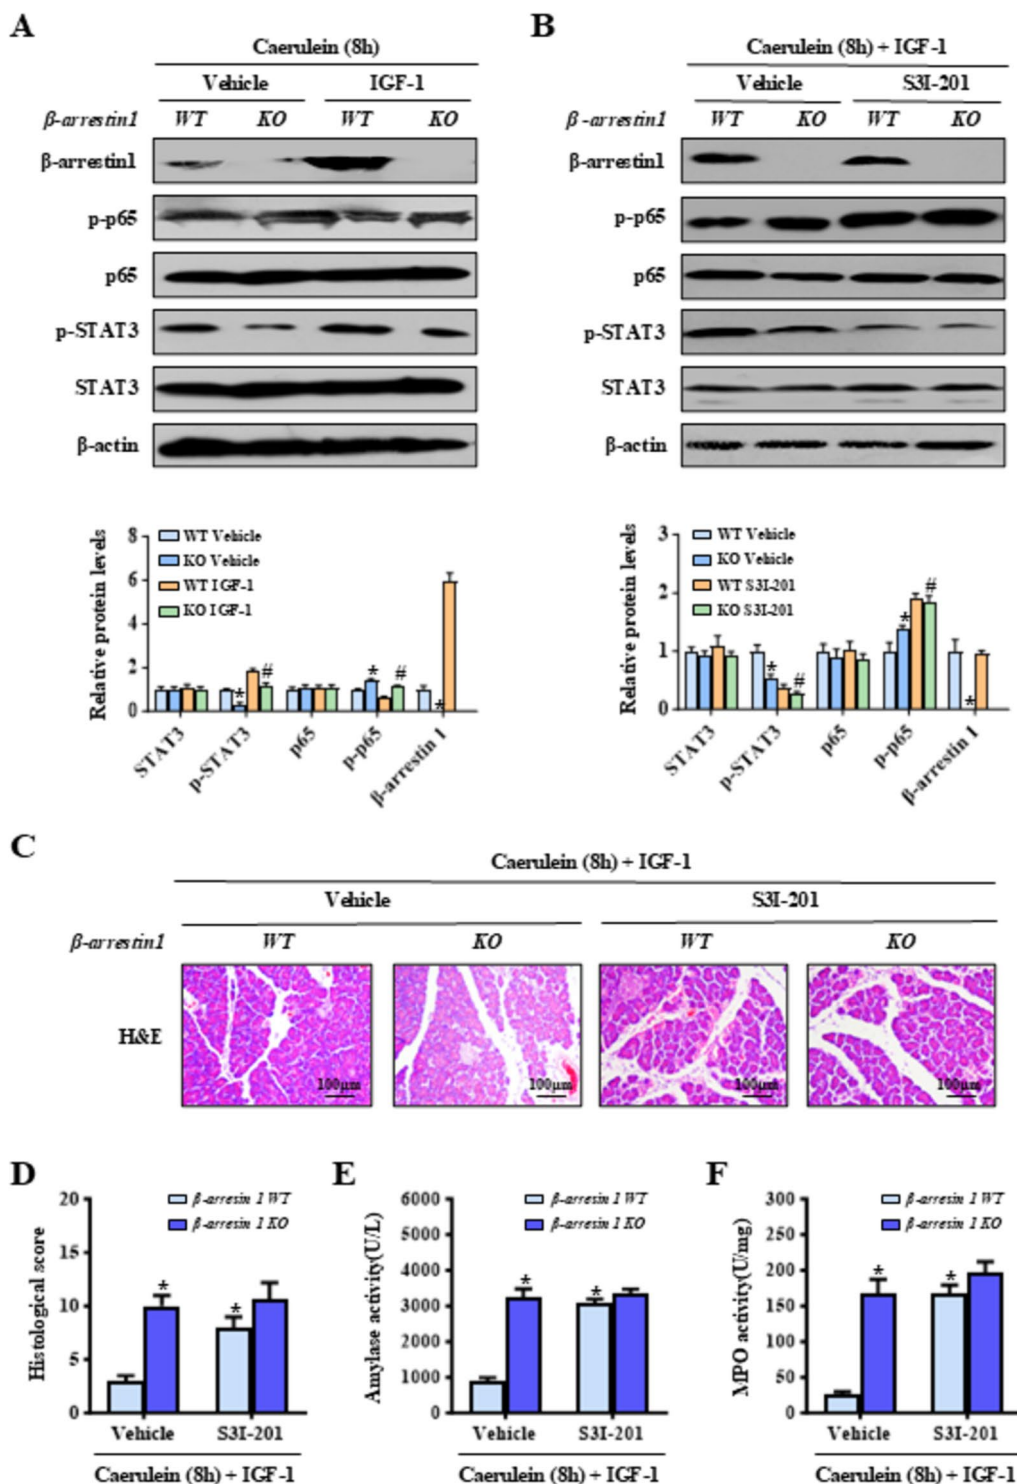 A
Caerulein (8h)
Vehicle IGF-1
β-arrestin1 WT KO WT KO
β-arrestin1
p-p65
p65
p-STAT3
STAT3
β-actin
Relative protein levels
8
6
4
2
0
WT Vehicle
KO Vehicle
WT IGF-1
KO IGF-1
* # * # *
STAT3 p-STAT3 p65 p-p65 β-arrestin 1
B
Caerulein (8h) + IGF-1
Vehicle S3I-201
β-arrestin1 WT KO WT KO
β-arrestin1
p-p65
p65
p-STAT3
STAT3
β-actin
Relative protein levels
3
2
1
0
WT Vehicle
KO Vehicle
WT S3I-201
KO S3I-201
* # * # *
STAT3 p-STAT3 p65 p-p65 β-arrestin 1
C
Caerulein (8h) + IGF-1
Vehicle S3I-201
β-arrestin1 WT KO WT KO
H&E
100μm 100μm 100μm 100μm
D
Histological score
20
15
10
5
0
β-arresin 1 WT
β-arresin 1 KO
* *
Vehicle S3I-201
Caerulein (8h) + IGF-1
E
Amylase activity(U/L)
6000
5000
4000
3000
2000
1000
0
β-arresin 1 WT
β-arresin 1 KO
* *
Vehicle S3I-201
Caerulein (8h) + IGF-1
F
MPO activity(U/mg)
300
250
200
150
100
50
0
β-arresin 1 WT
β-arresin 1 KO
* *
Vehicle S3I-201
Caerulein (8h) + IGF-1